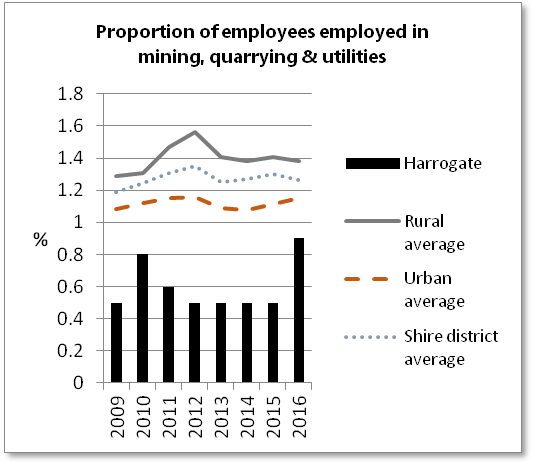 Proportion of employees employed in
mining, quarrying & utilities
1.8
1.6
1.4
1.2
1
0.8
0.6
0.4
0.2
0
%
2009
2010
2011
2012
2013
2014
2015
2016
Harrogate
Rural
average
Urban
average
Shire district
average